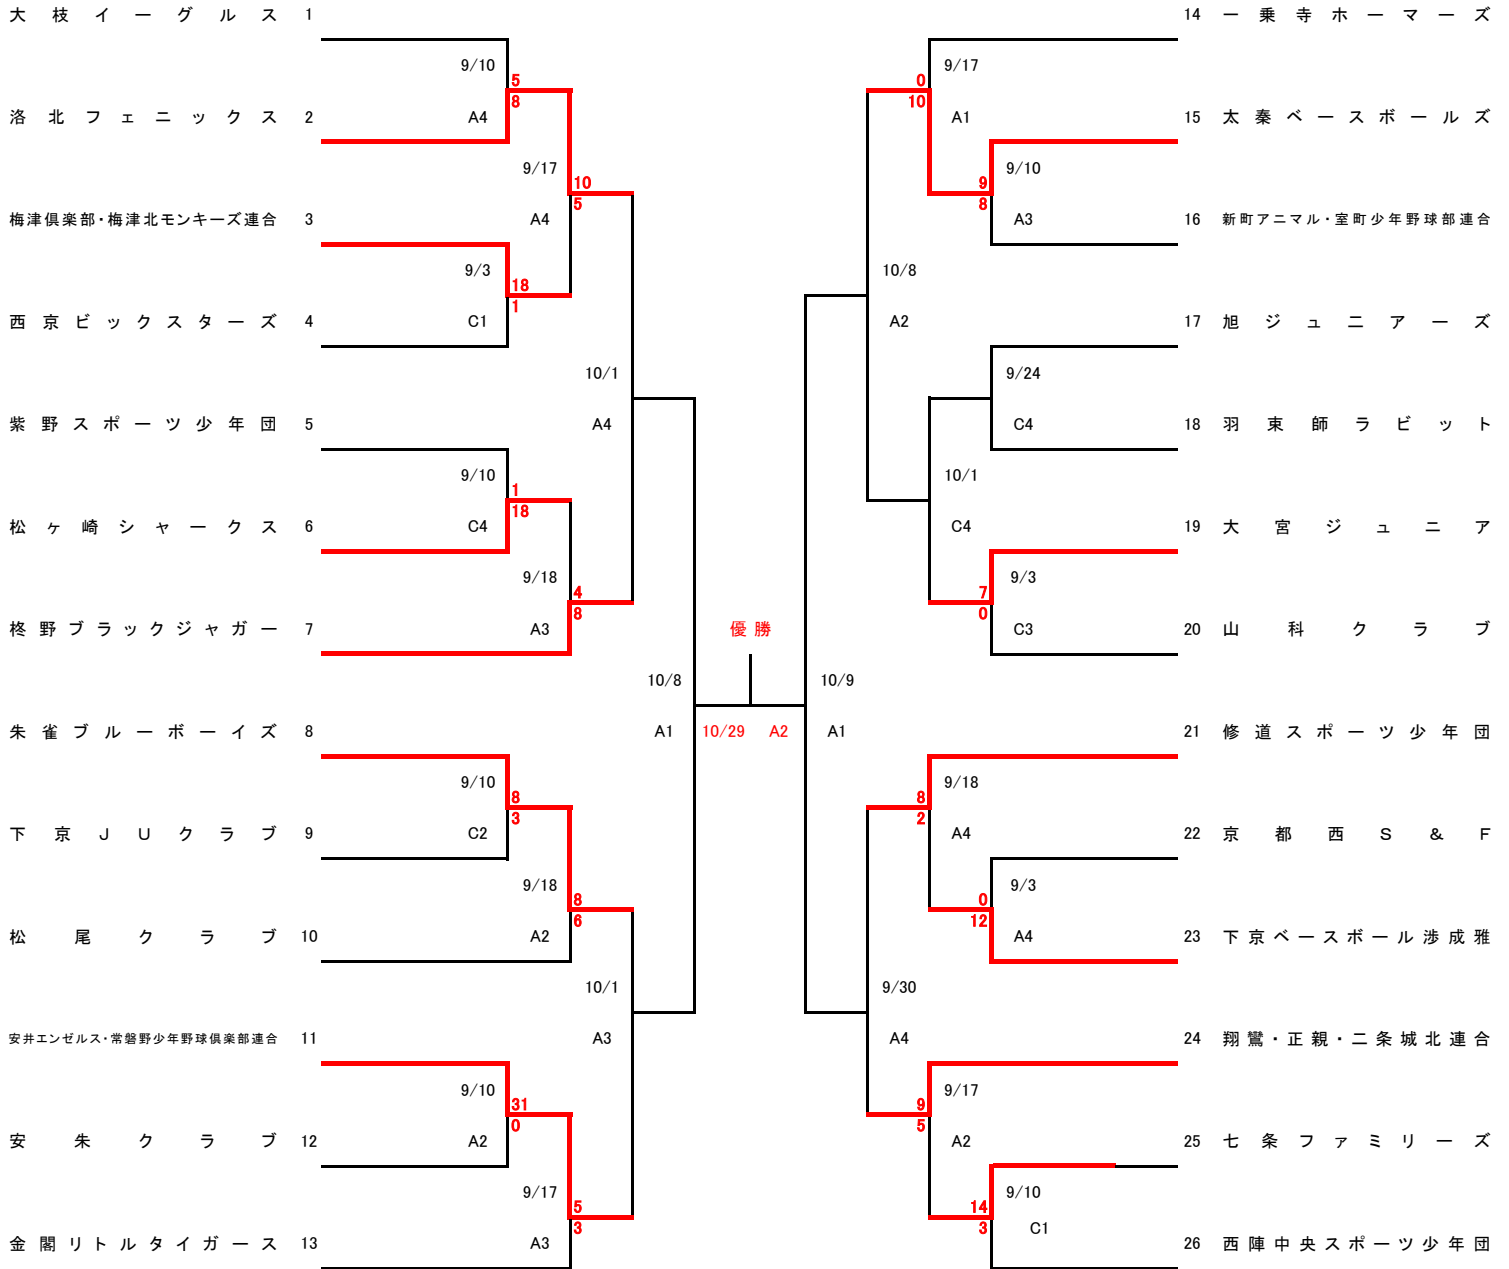 大枝イーグルス 1
9/10
5
8
洛北フェニックス 2
A4
9/17
10
5
梅津倶楽部・梅津北モンキーズ連合 3
A4
9/3
18
1
西京ビックスターズ 4
C1
10/1
紫野スポーツ少年団 5
A4
9/10
1
18
松ヶ崎シャークス 6
C4
9/18
4
8
柊野ブラックジャガー 7
A3
10/8
朱雀ブルーボーイズ 8
A1
9/10
8
3
下京JUクラブ 9
C2
9/18
8
6
松尾クラブ 10
A2
10/1
安井エンゼルス・常磐野少年野球倶楽部連合 11
A3
9/10
31
0
安朱クラブ 12
A2
9/17
5
3
金閣リトルタイガース 13
A3
優勝
10/29 A2
14 一乗寺ホーマーズ
9/17
0
10
15 太秦ベースボールズ
A1
9/10
9
8
16 新町アニマル・室町少年野球部連合
A3
10/8
17 旭ジュニアーズ
A2
9/24
18 羽束師ラビット
C4
10/1
19 大宮ジュニア
C4
9/3
7
0
20 山科クラブ
C3
10/9
21 修道スポーツ少年団
A1
9/18
8
2
22 京都西S&F
A4
9/3
0
12
23 下京ベースボール渉成雅
A4
9/30
24 翔鸞・正親・二条城北連合
A4
9/17
9
5
25 七条ファミリーズ
A2
9/10
14
3
C1
26 西陣中央スポーツ少年団